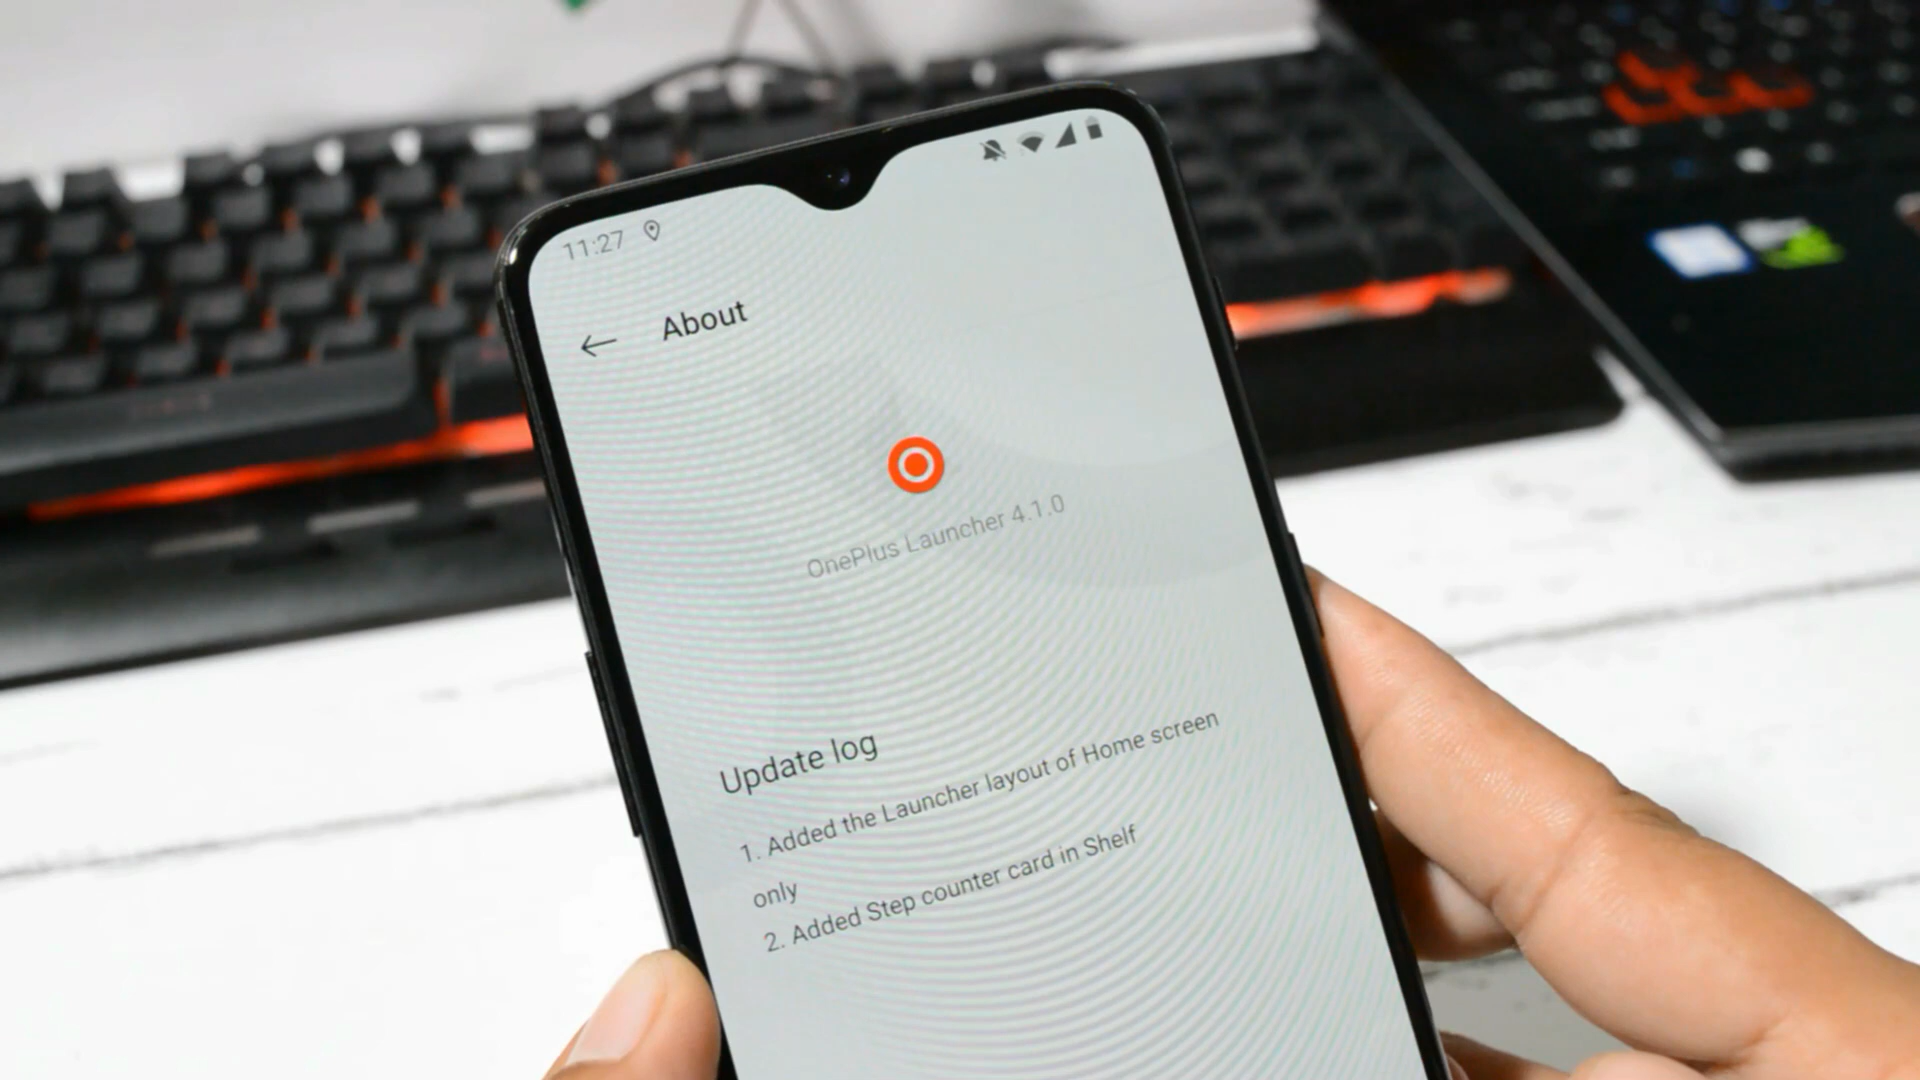 11:27
About
OnePlus Launcher 4.1.0
Update log
1. Added the Launcher layout of Home screen
only
2. Added Step counter card in Shelf